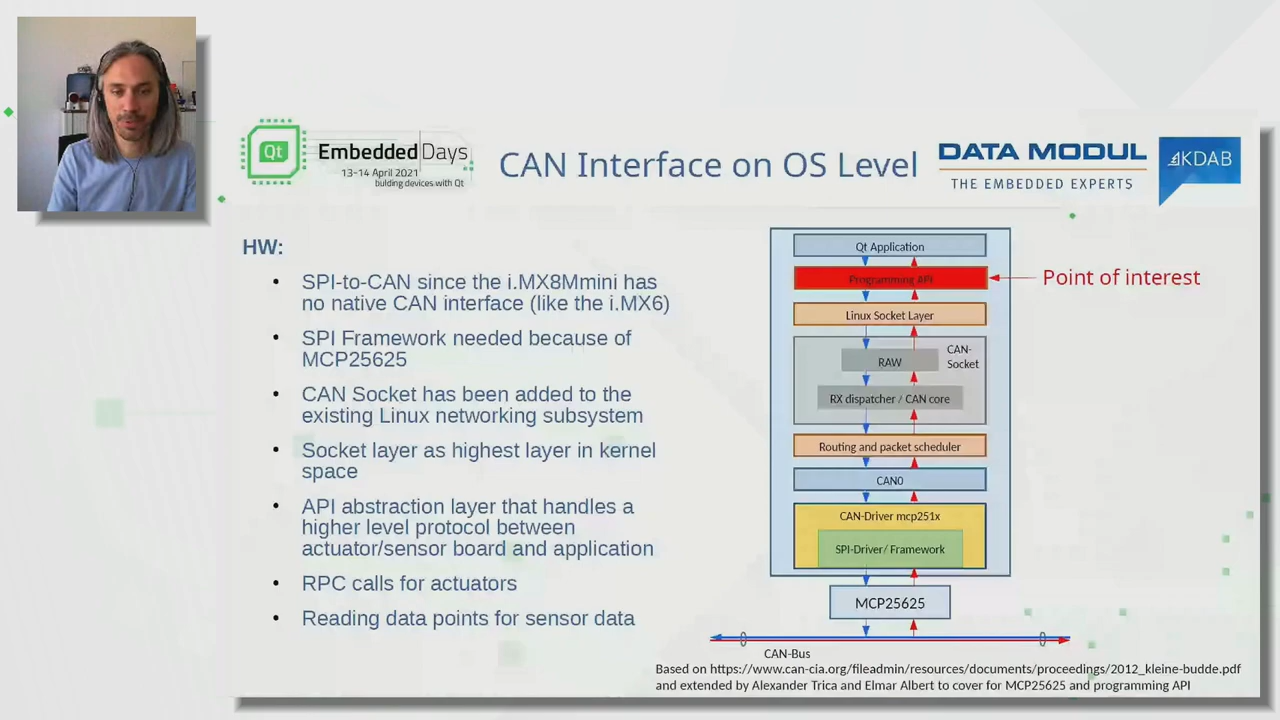 Qt
Embedded Days
13-14 April 2021
building devices with Qt
CAN Interface on OS Level
DATA MODUL
THE EMBEDDED EXPERTS
KDAB
HW:
• SPI-to-CAN since the i.MX8Mmini has
no native CAN interface (like the i.MX6)
• SPI Framework needed because of
MCP25625
• CAN Socket has been added to the
existing Linux networking subsystem
• Socket layer as highest layer in kernel
space
• API abstraction layer that handles a
higher level protocol between
actuator/sensor board and application
• RPC calls for actuators
• Reading data points for sensor data
Qt Application
Programming API
Point of interest
Linux Socket Layer
CAN-
Socket
RAW
RX dispatcher / CAN core
Routing and packet scheduler
CAN0
CAN-Driver mcp251x
SPI-Driver/ Framework
MCP25625
CAN-Bus
Based on https://www.can-cia.org/fileadmin/resources/documents/proceedings/2012_kleine-budde.pdf
and extended by Alexander Trica and Elmar Albert to cover for MCP25625 and programming API